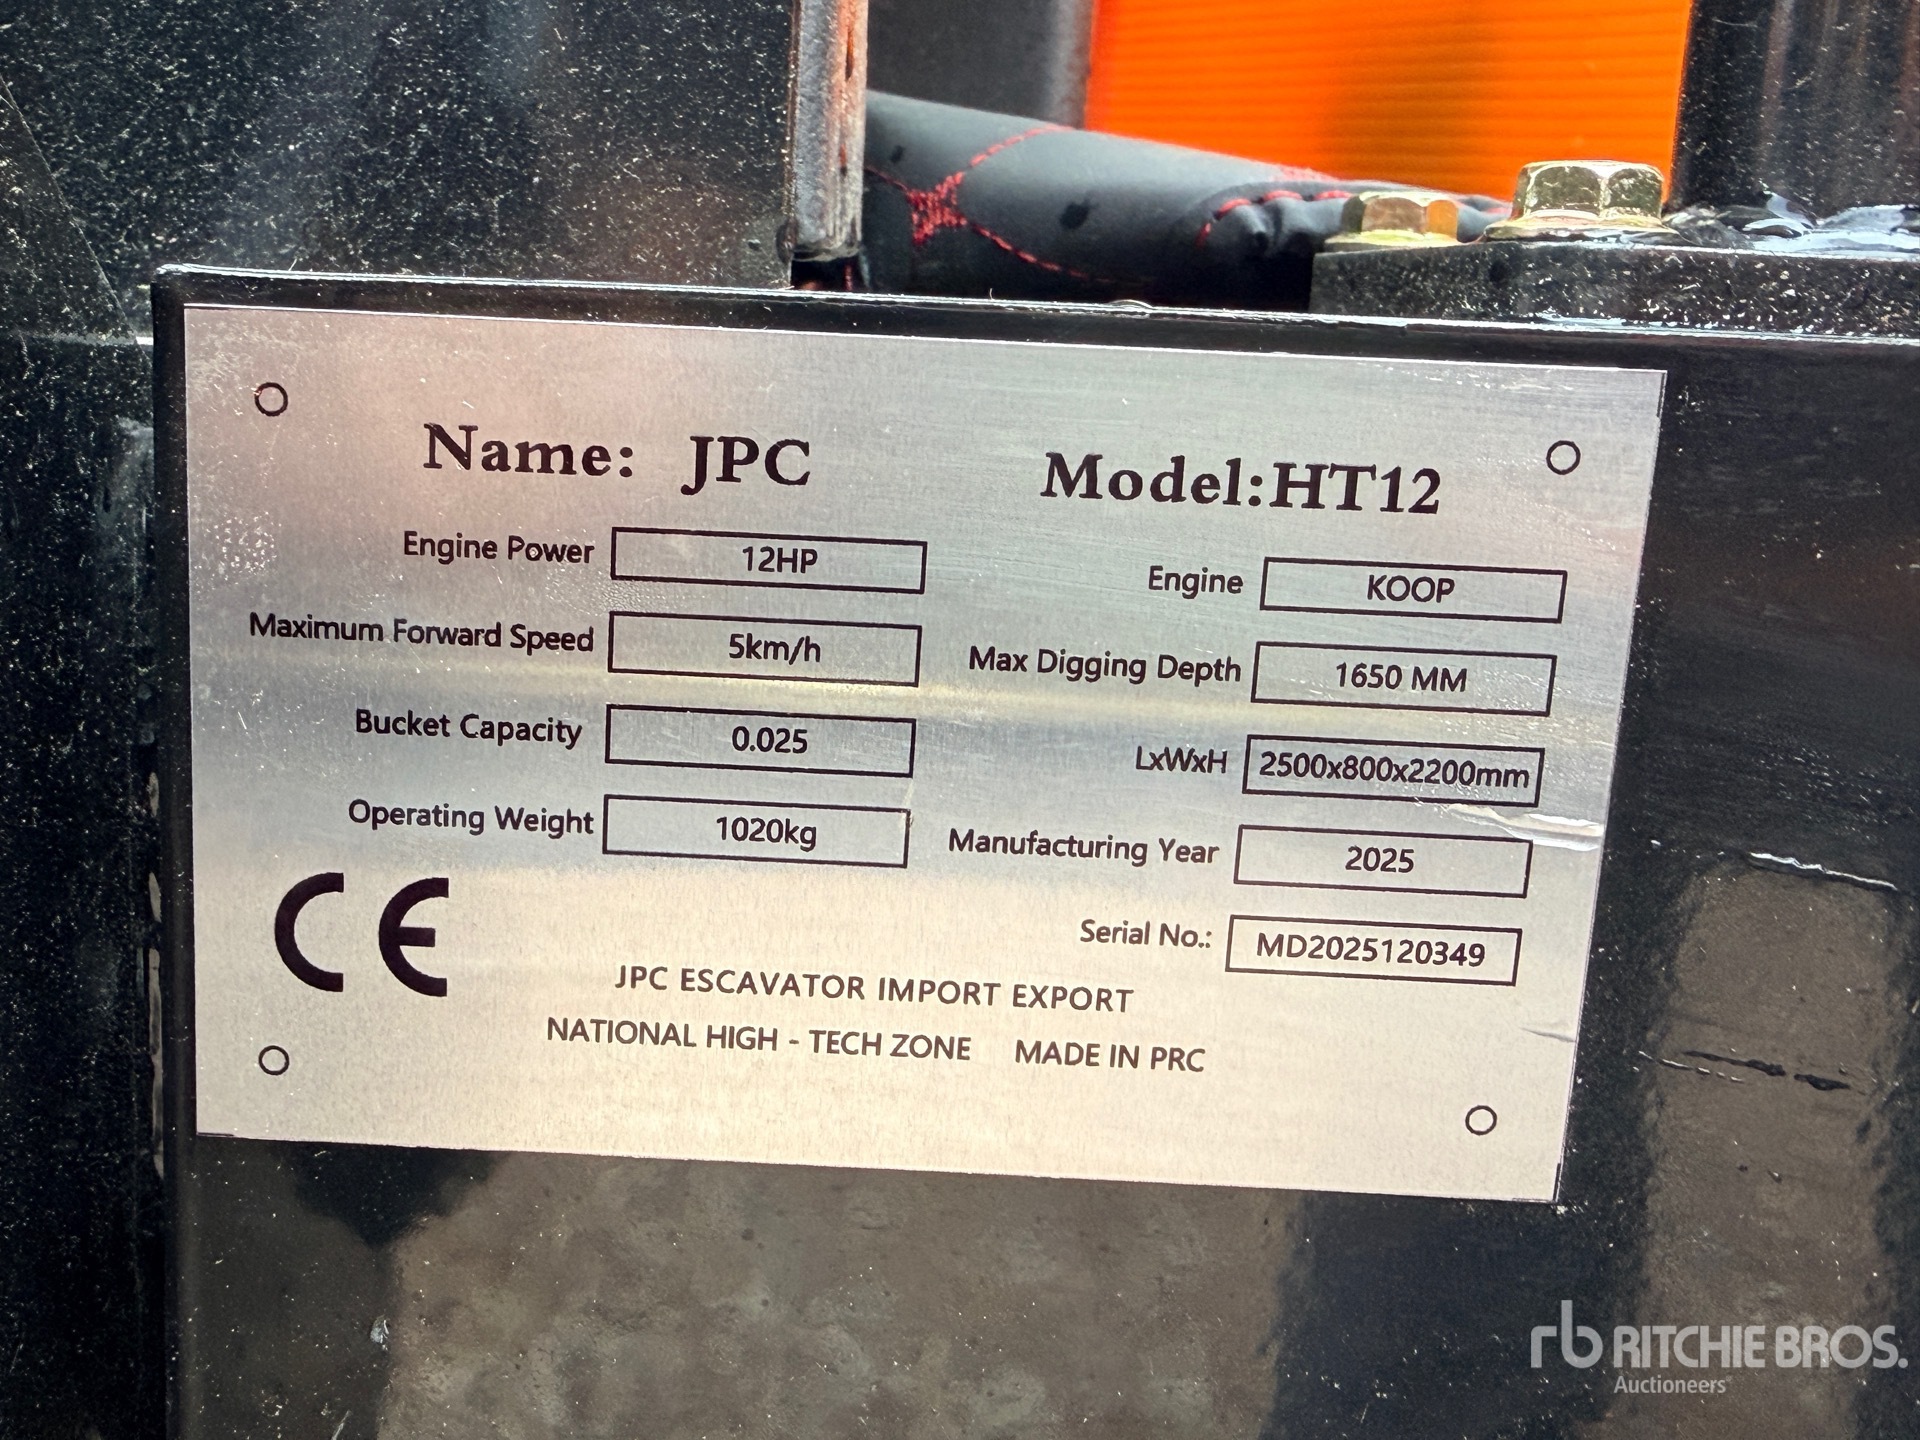 Name: JPC Model:HT12
Engine Power 12HP Engine KOOP
Maximum Forward Speed 5km/h Max Digging Depth 1650 MM
Bucket Capacity 0.025 LxWxH 2500x800x2200mm
Operating Weight 1020kg Manufacturing Year 2025
Serial No.: MD2025120349
CE
JPC ESCAVATOR IMPORT EXPORT
NATIONAL HIGH - TECH ZONE MADE IN PRC
rb RITCHIE BROS.
Auctioneers